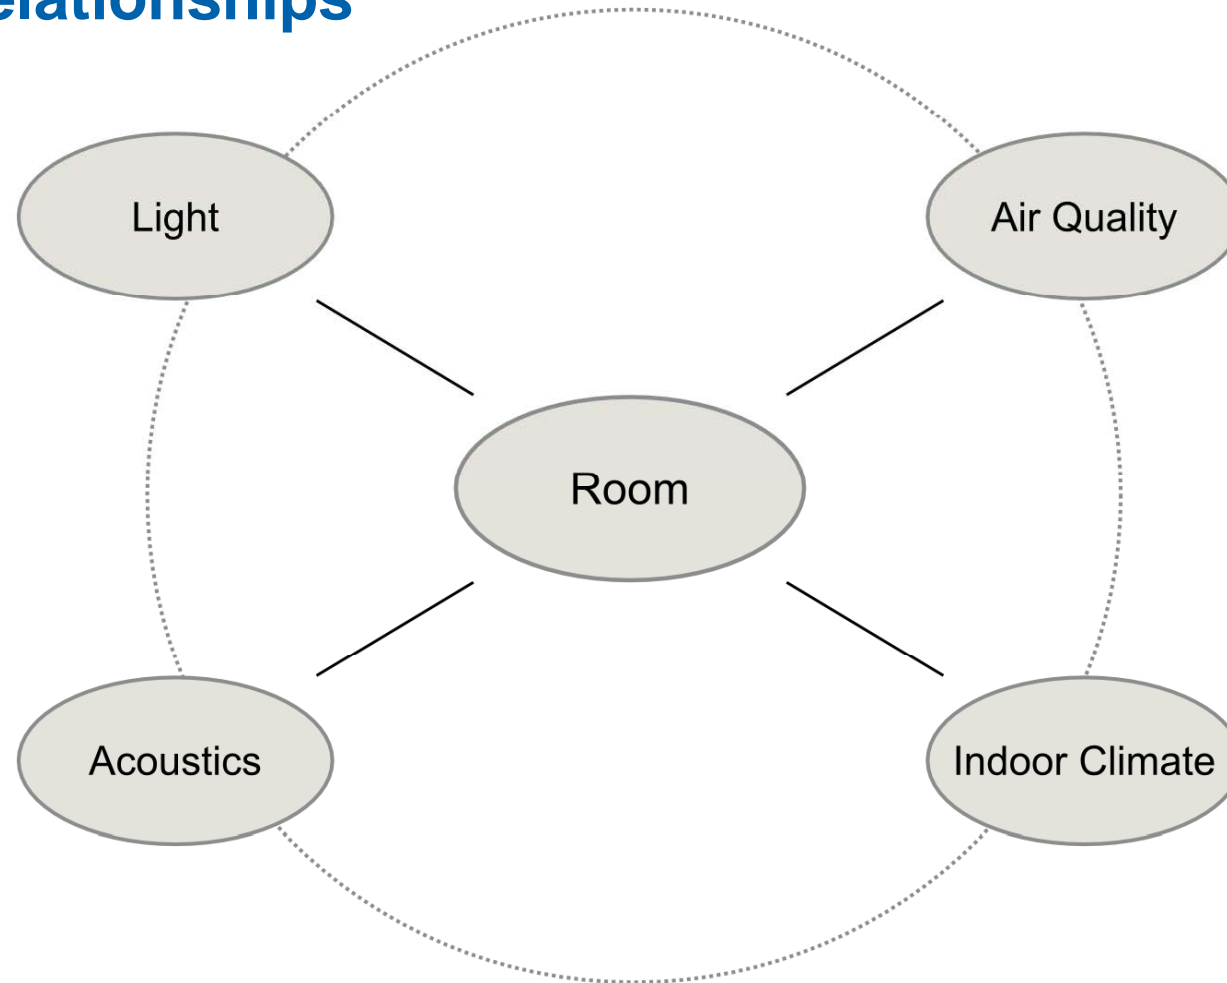 elationships
Light
Air Quality
Room
Acoustics
Indoor Climate